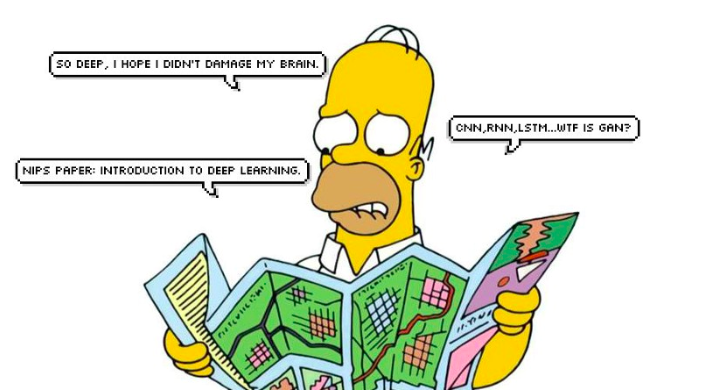 SO DEEP, I HOPE I DIDN'T DAMAGE MY BRAIN.
CNN,RNN,LSTM...WTF IS GAN?
NIPS PAPER: INTRODUCTION TO DEEP LEARNING.